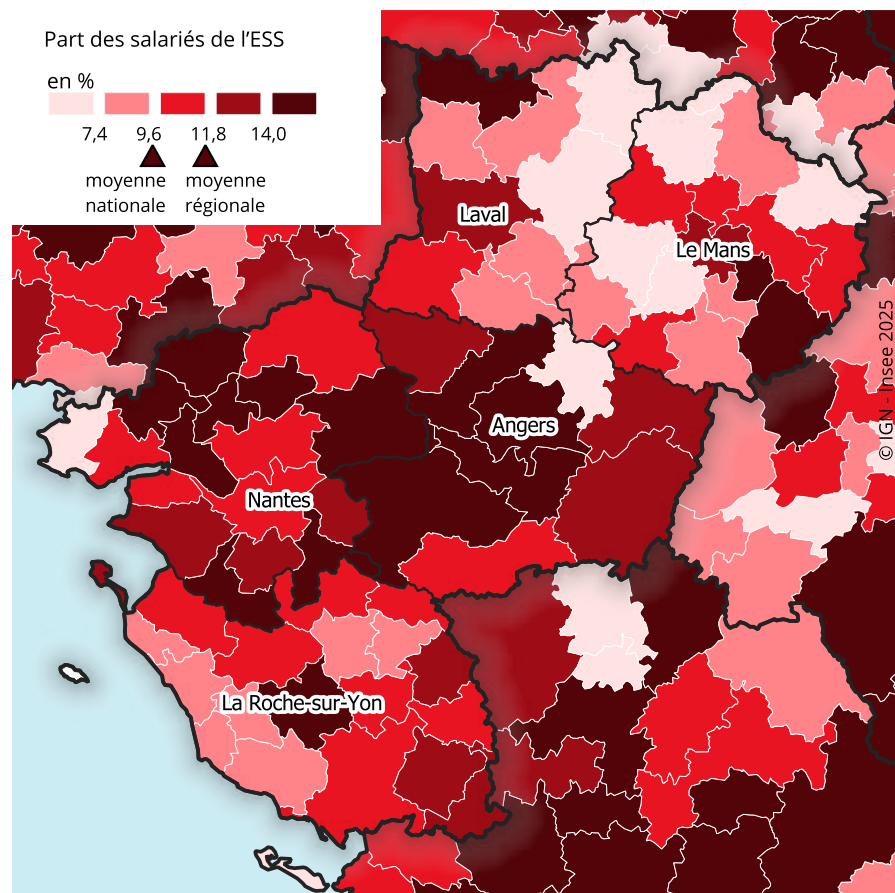 Part des salariés de l’ESS
en %
7,4 9,6 11,8 14,0
moyenne nationale
moyenne régionale
Laval
Le Mans
© IGN - Insee 2025
Angers
Nantes
La Roche-sur-Yon